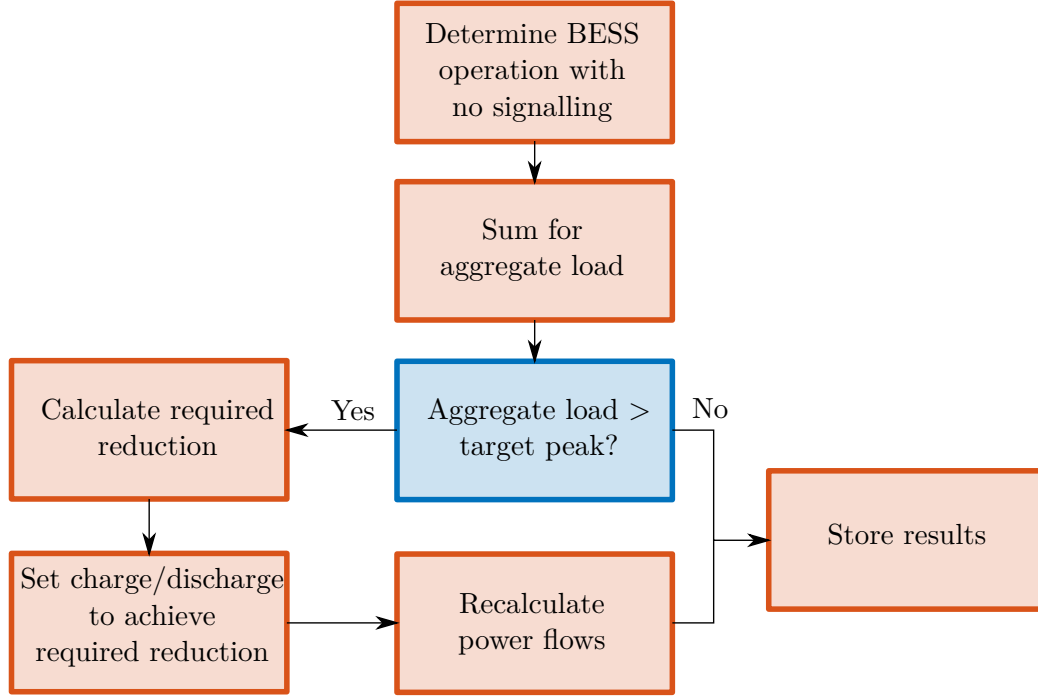 Determine BESS
operation with
no signalling
Sum for
aggregate load
Aggregate load >
target peak?
Yes
No
Calculate required
reduction
Set charge/discharge
to achieve
required reduction
Recalculate
power flows
Store results